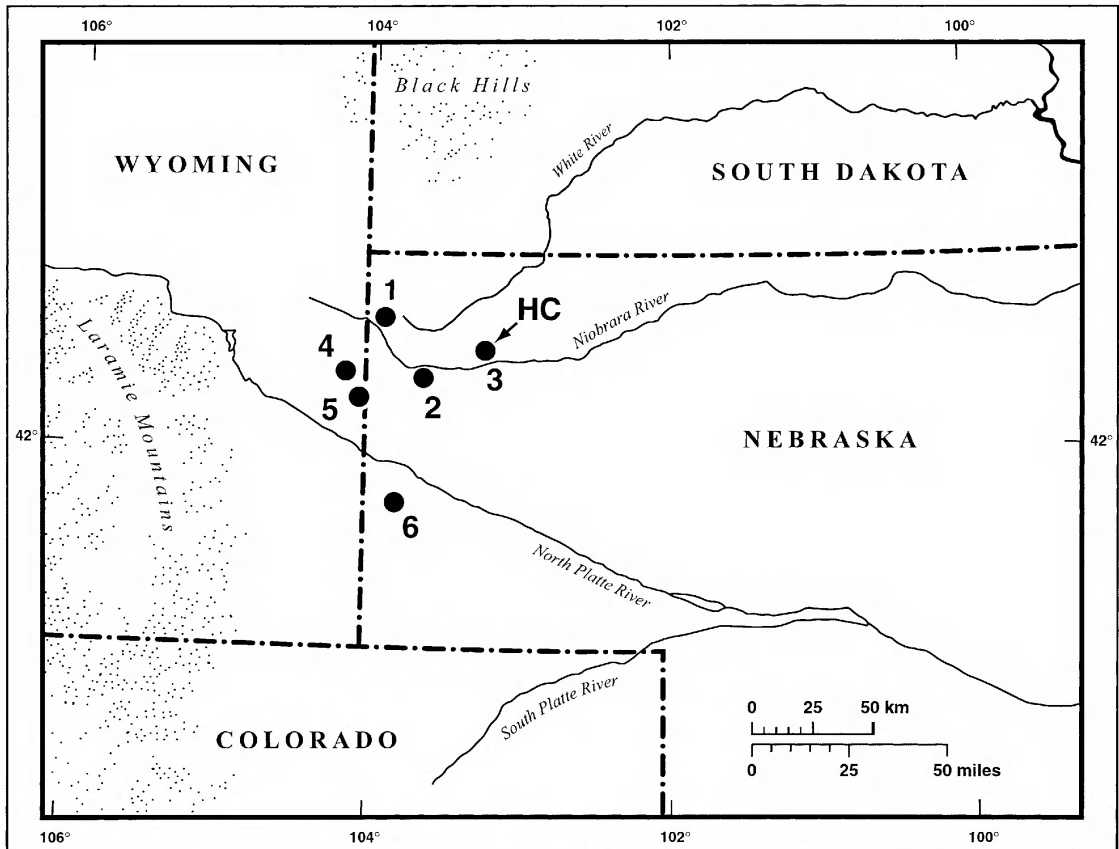 106° 104° 102° 100°
Black Hills
WYOMING
White River
SOUTH DAKOTA
1
HC
Niobrara River
4
3
5
2
42°
42°
NEBRASKA
Laramie Mountains
6
North Platte River
South Platte River
0 25 50 km
COLORADO
0 25 50 miles
106° 104° 102° 100°